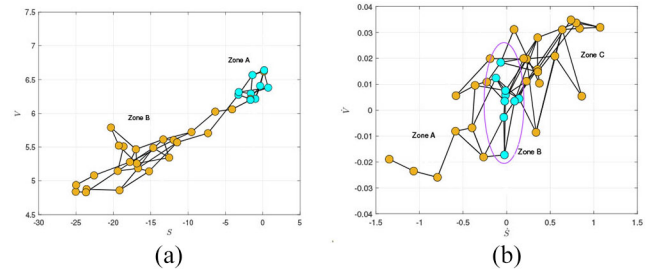 7.5
7
6.5
6
5.5
5
4.5
V
Zone A
Zone B
-30 -25 -20 -15 -10 -5 0 5
S
(a)
0.04
0.03
0.02
0.01
0
-0.01
-0.02
-0.03
-0.04
V̇
Zone C
Zone A
Zone B
-1.5 -1 -0.5 0 0.5 1 1.5
Ṡ
(b)